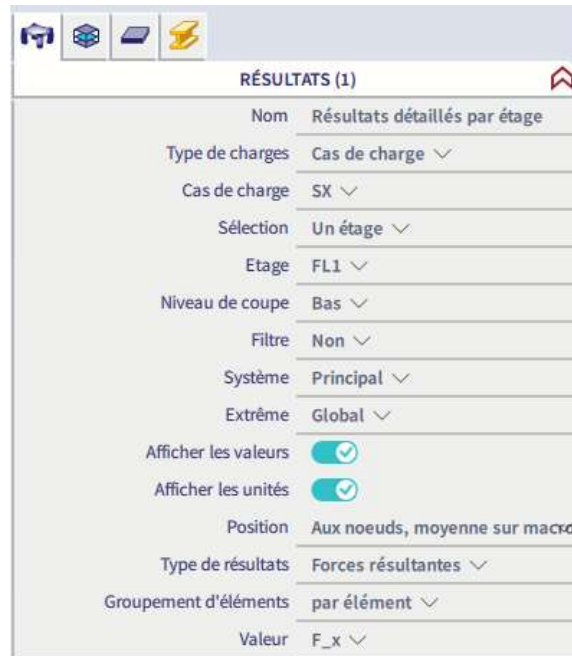 RÉSULTATS (1)
Nom Résultats détaillés par étage
Type de charges Cas de charge
Cas de charge SX
Sélection Un étage
Etage FL1
Niveau de coupe Bas
Filtre Non
Système Principal
Extrême Global
Afficher les valeurs
Afficher les unités
Position Aux noeuds, moyenne sur macro
Type de résultats Forces résultantes
Groupement d'éléments par élément
Valeur F_x